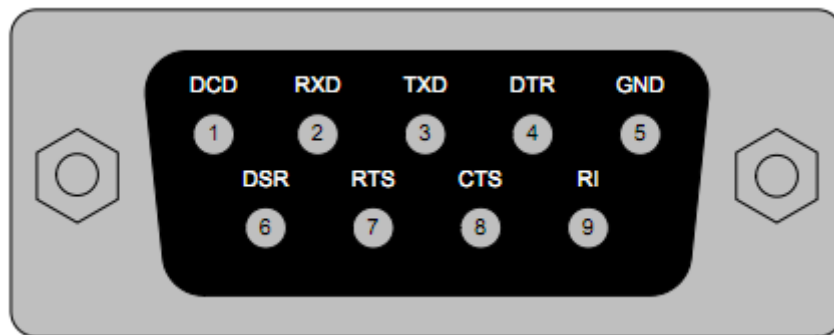 DCD RXD TXD DTR GND
1 2 3 4 5
DSR RTS CTS RI
6 7 8 9